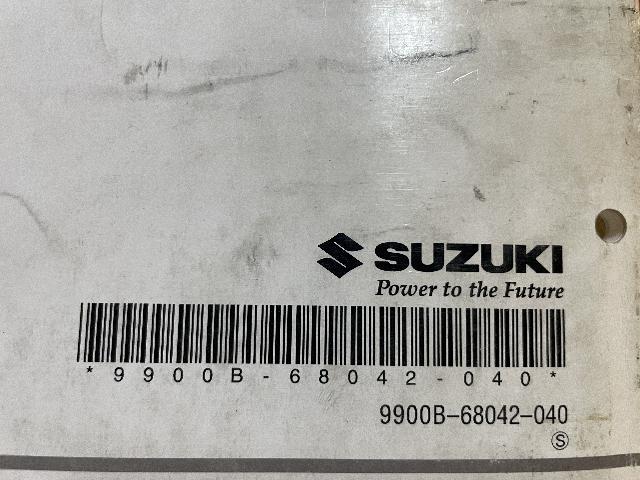 SUZUKI
Power to the Future
*9900B-68042-040*
9900B-68042-040
Ⓢ